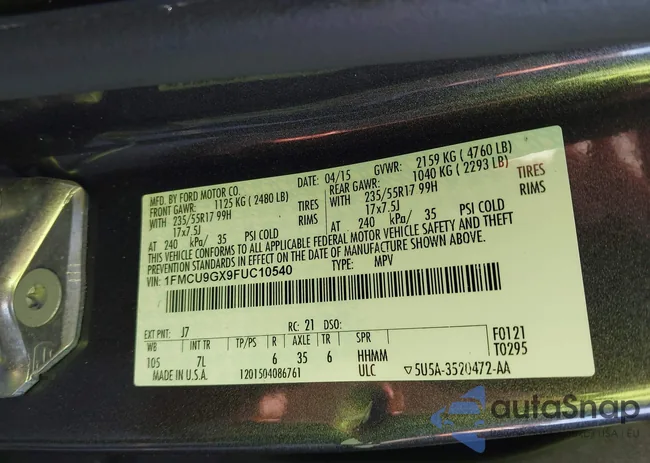 MFD. BY FORD MOTOR CO.
04/15
GVWR: 2159 KG ( 4760 LB)
FRONT GAWR: 1125 KG ( 2480 LB)
REAR GAWR: 1040 KG ( 2293 LB)
WITH 235/55R17 99H TIRES
WITH 235/55R17 99H TIRES
17x7.5J RIMS
17x7.5J RIMS
AT 240 kPa/ 35 PSI COLD
AT 240 kPa/ 35 PSI COLD
THIS VEHICLE CONFORMS TO ALL APPLICABLE FEDERAL MOTOR VEHICLE SAFETY AND THEFT
PREVENTION STANDARDS IN EFFECT ON THE DATE OF MANUFACTURE SHOWN ABOVE.
VIN: 1FMCU9GX9FUC10540
TYPE: MPV
EXT PNT: J7 RC: 21 DSO:
WB INT TR TP/PS R AXLE TR SPR
105 7L 6 35 6 HHMM
F0121
T0295
MADE IN U.S.A. 1201504086761 ULC ▽5U5A-3520472-AA
autoSnap